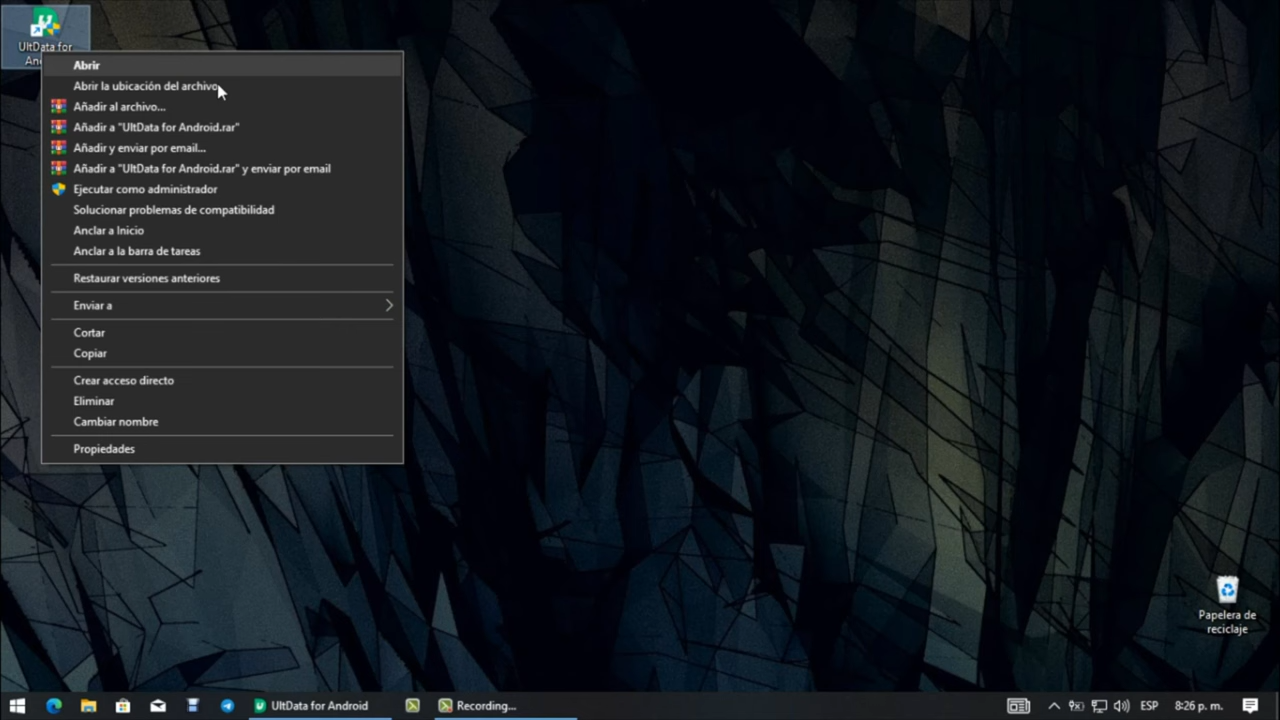 UltData for
An
Abrir
Abrir la ubicación del archivo
Añadir al archivo...
Añadir a "UltData for Android.rar"
Añadir y enviar por email...
Añadir a "UltData for Android.rar" y enviar por email
Ejecutar como administrador
Solucionar problemas de compatibilidad
Anclar a Inicio
Anclar a la barra de tareas
Restaurar versiones anteriores
Enviar a
Cortar
Copiar
Crear acceso directo
Eliminar
Cambiar nombre
Propiedades
Papelera de
reciclaje
UltData for Android
Recording...
ESP
8:26 p. m.